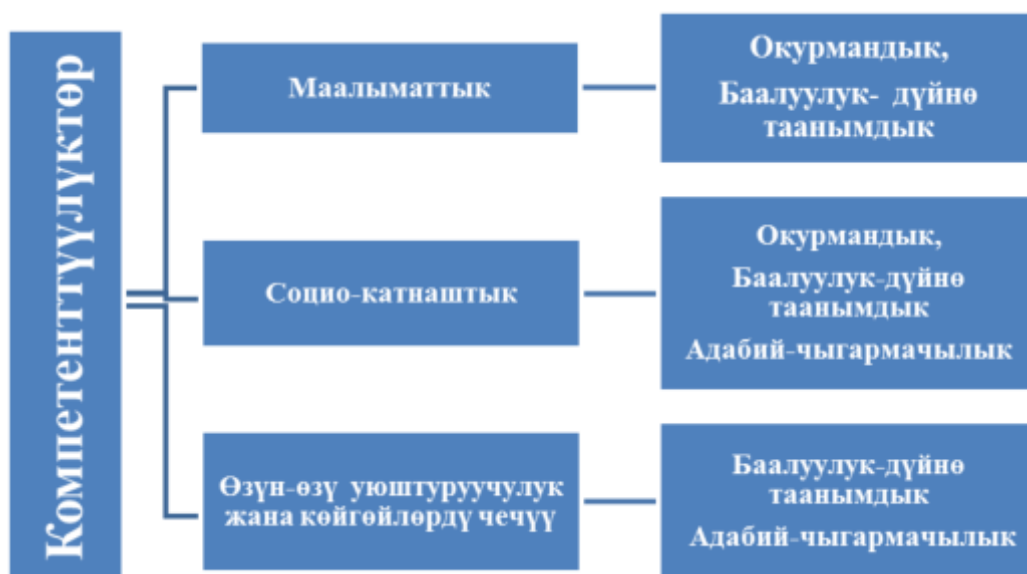 Компетенттүүлүктөр
Маалыматтык
Окурмандык,
Баалуулук- дүйнө
таанымдык
Социо-катнаштык
Окурмандык,
Баалуулук-дүйнө
таанымдык
Адабий-чыгармачылык
Өзүн-өзү уюштуруучулук
жана көйгөйлөрдү чечүү
Баалуулук-дүйнө
таанымдык
Адабий-чыгармачылык